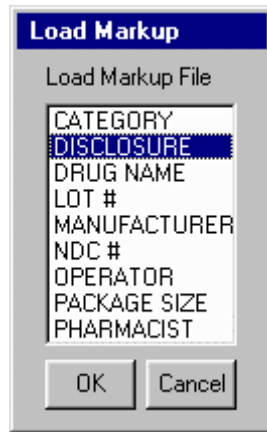 Load Markup
Load Markup File
CATEGORY
DISCLOSURE
DRUG NAME
LOT #
MANUFACTURER
NDC #
OPERATOR
PACKAGE SIZE
PHARMACIST
OK Cancel